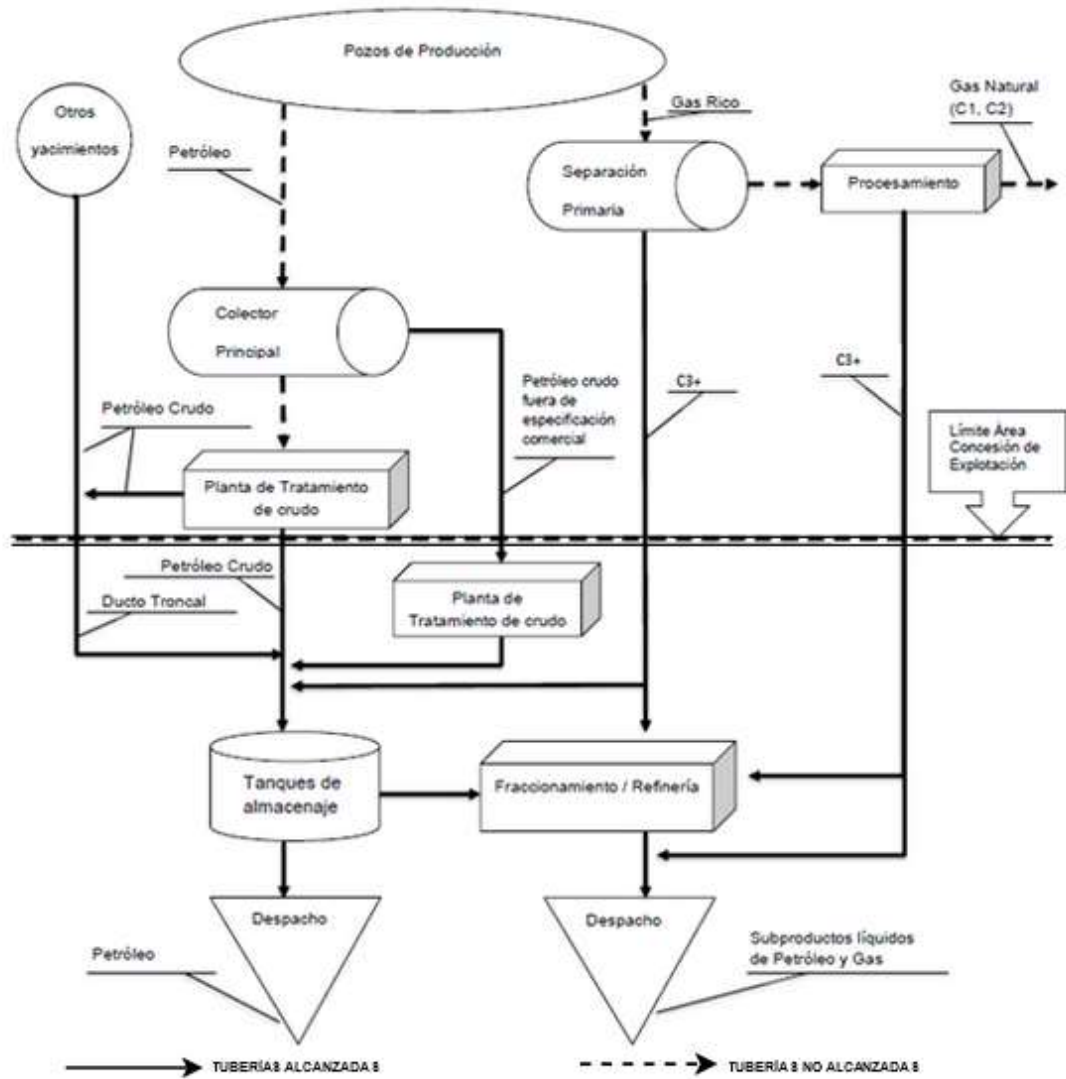 Pozos de Producción
Otros
yacimientos
Petróleo
Gas Rico
Gas Natural
(C1, C2)
Separación
Primaria
Procesamiento
Colector
Principal
Petróleo Crudo
Petróleo crudo
fuera de
especificación
comercial
C3+
C3+
Límite Área
Concesión de
Explotación
Planta de Tratamiento
de crudo
Petróleo Crudo
Ducto Troncal
Planta de
Tratamiento de crudo
Tanques de
almacenaje
Fraccionamiento / Refinería
Despacho
Despacho
Petróleo
Subproductos líquidos
de Petróleo y Gas
TUBERÍAS ALCANZADAS
TUBERÍAS NO ALCANZADAS